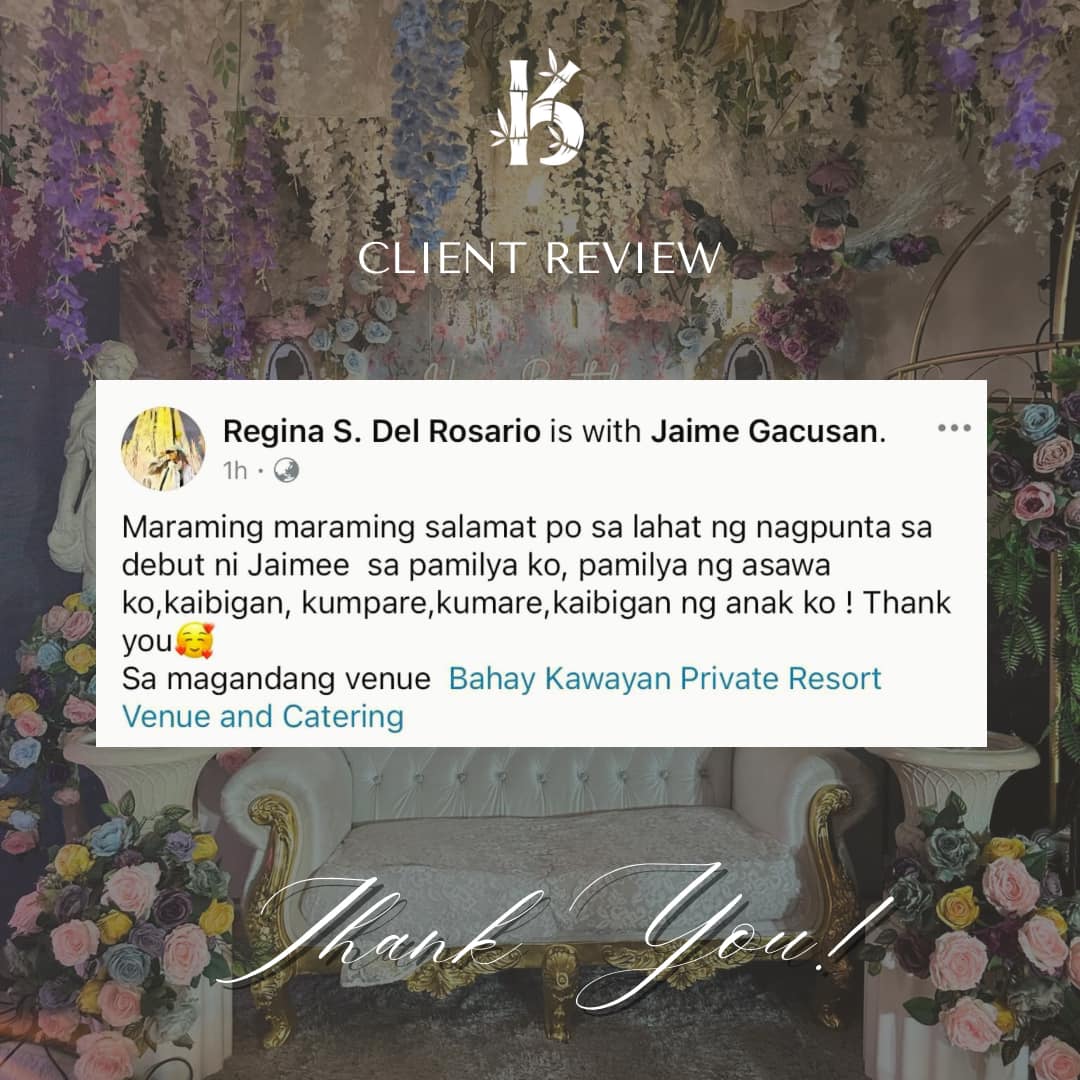 CLIENT REVIEW
Regina S. Del Rosario is with Jaime Gacusan.
1h ·
Maraming maraming salamat po sa lahat ng nagpunta sa
debut ni Jaimee  sa pamilya ko, pamilya ng asawa
ko,kaibigan, kumpare,kumare,kaibigan ng anak ko ! Thank
you🥰
Sa magandang venue  Bahay Kawayan Private Resort
Venue and Catering
Thank You!